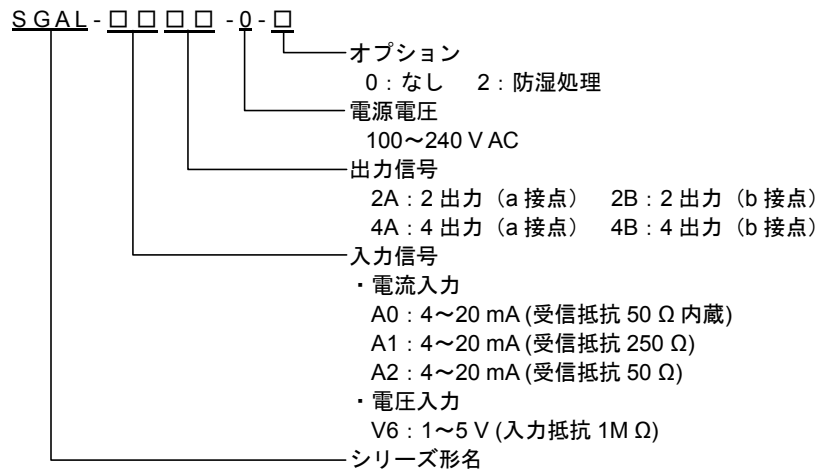 SGAL-□□□□-0-□
オプション
0：なし　2：防湿処理
電源電圧
100～240 V AC
出力信号
2A：2 出力（a 接点）　2B：2 出力（b 接点）
4A：4 出力（a 接点）　4B：4 出力（b 接点）
入力信号
・電流入力
A0：4～20 mA (受信抵抗 50 Ω 内蔵)
A1：4～20 mA (受信抵抗 250 Ω)
A2：4～20 mA (受信抵抗 50 Ω)
・電圧入力
V6：1～5 V (入力抵抗 1M Ω)
シリーズ形名